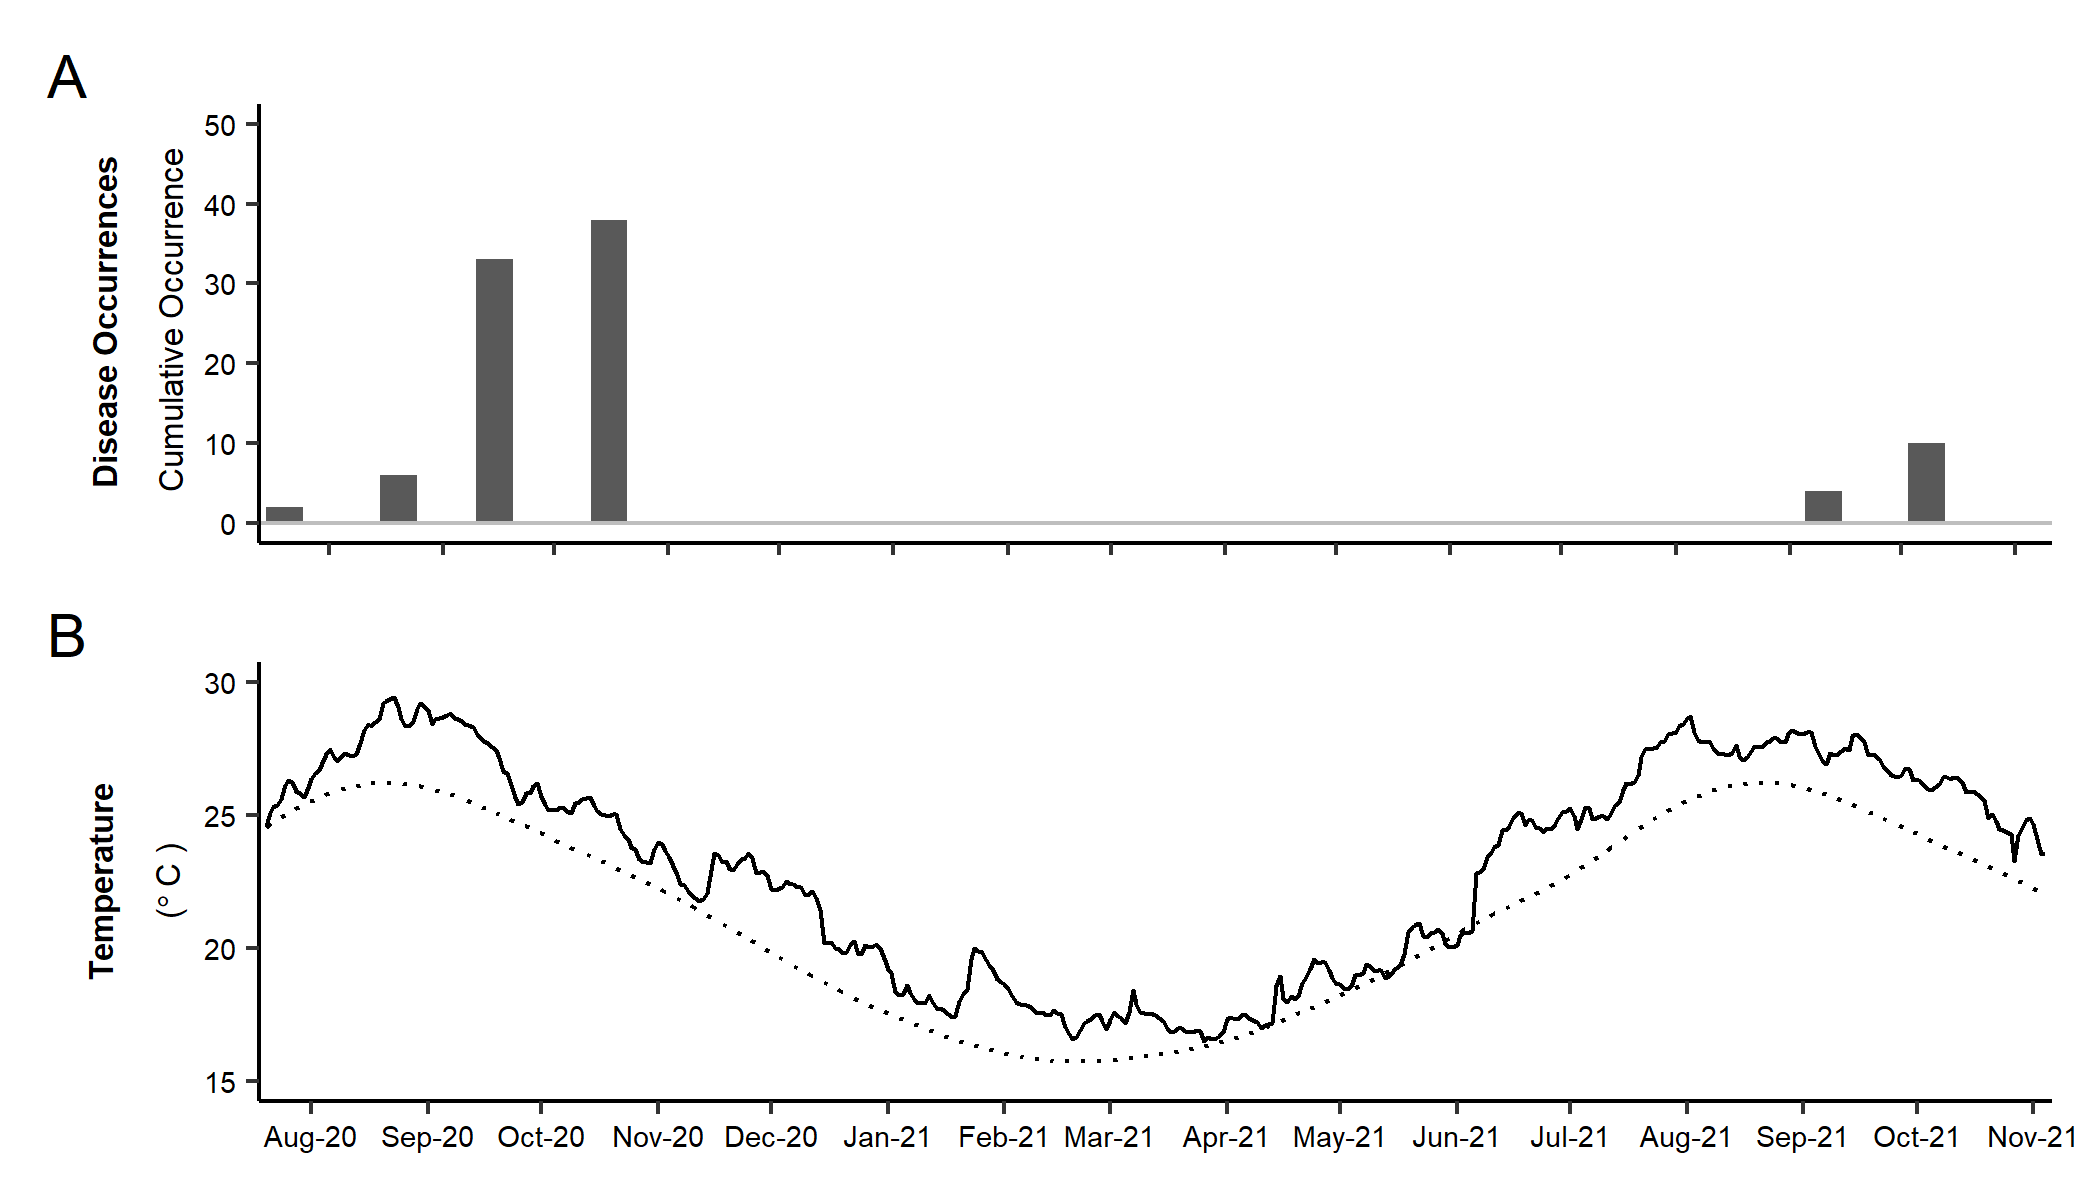 A
Disease Occurrences
Cumulative Occurrence
50
40
30
20
10
0
B
Temperature
(° C )
30
25
20
15
Aug-20 Sep-20 Oct-20 Nov-20 Dec-20 Jan-21 Feb-21 Mar-21 Apr-21 May-21 Jun-21 Jul-21 Aug-21 Sep-21 Oct-21 Nov-21